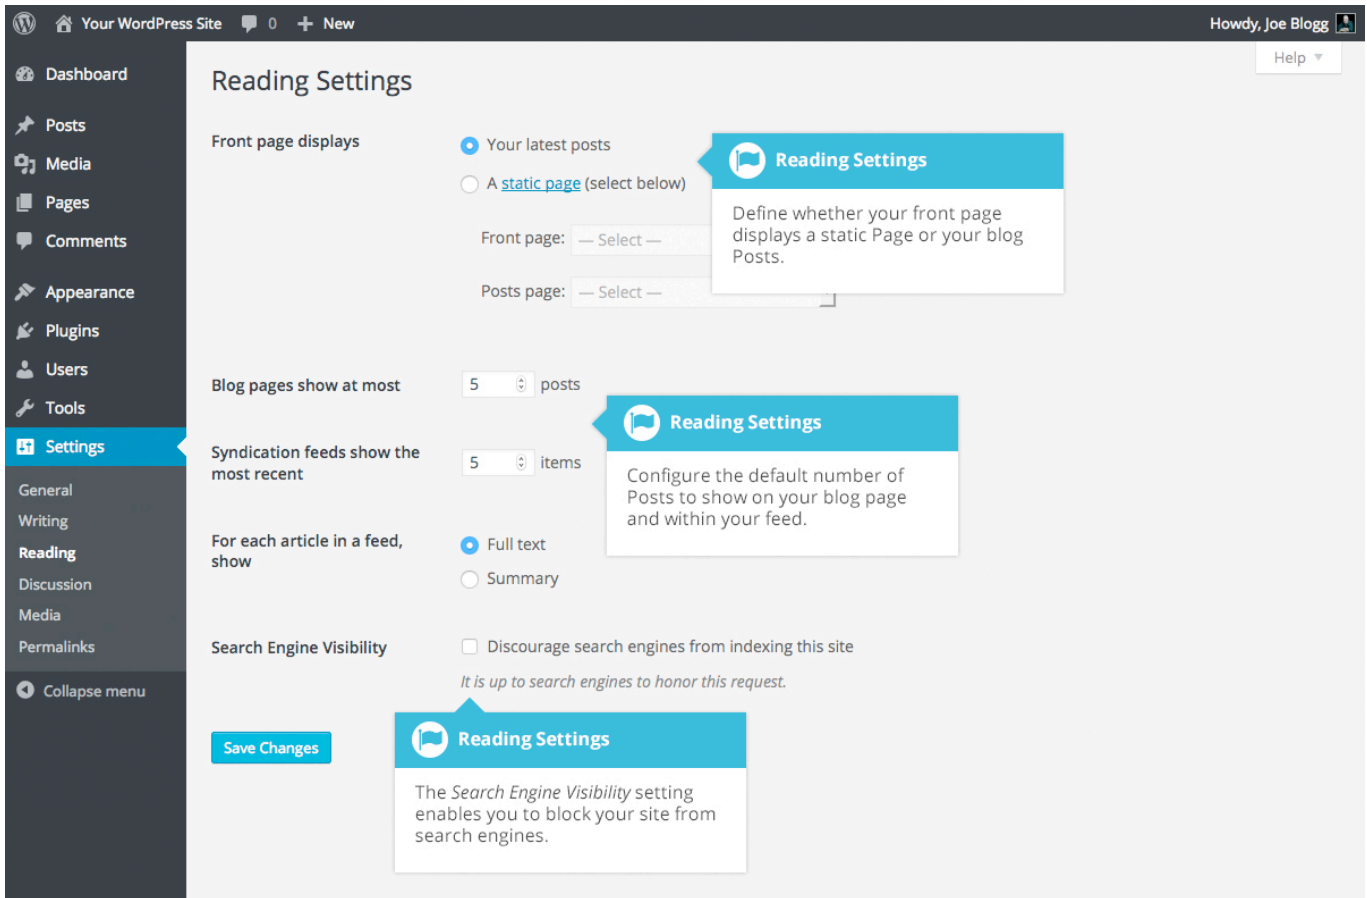 Your WordPress Site 0 New Howdy, Joe Blogg
Help
Dashboard
Posts
Media
Pages
Comments
Appearance
Plugins
Users
Tools
Settings
General
Writing
Reading
Discussion
Media
Permalinks
Collapse menu
Reading Settings
Front page displays
Your latest posts
A static page (select below)
Front page: — Select —
Posts page: — Select —
Reading Settings
Define whether your front page
displays a static Page or your blog
Posts.
Blog pages show at most
5 posts
Syndication feeds show the
most recent
5 items
Reading Settings
Configure the default number of
Posts to show on your blog page
and within your feed.
For each article in a feed,
show
Full text
Summary
Search Engine Visibility
Discourage search engines from indexing this site
It is up to search engines to honor this request.
Save Changes
Reading Settings
The Search Engine Visibility setting
enables you to block your site from
search engines.